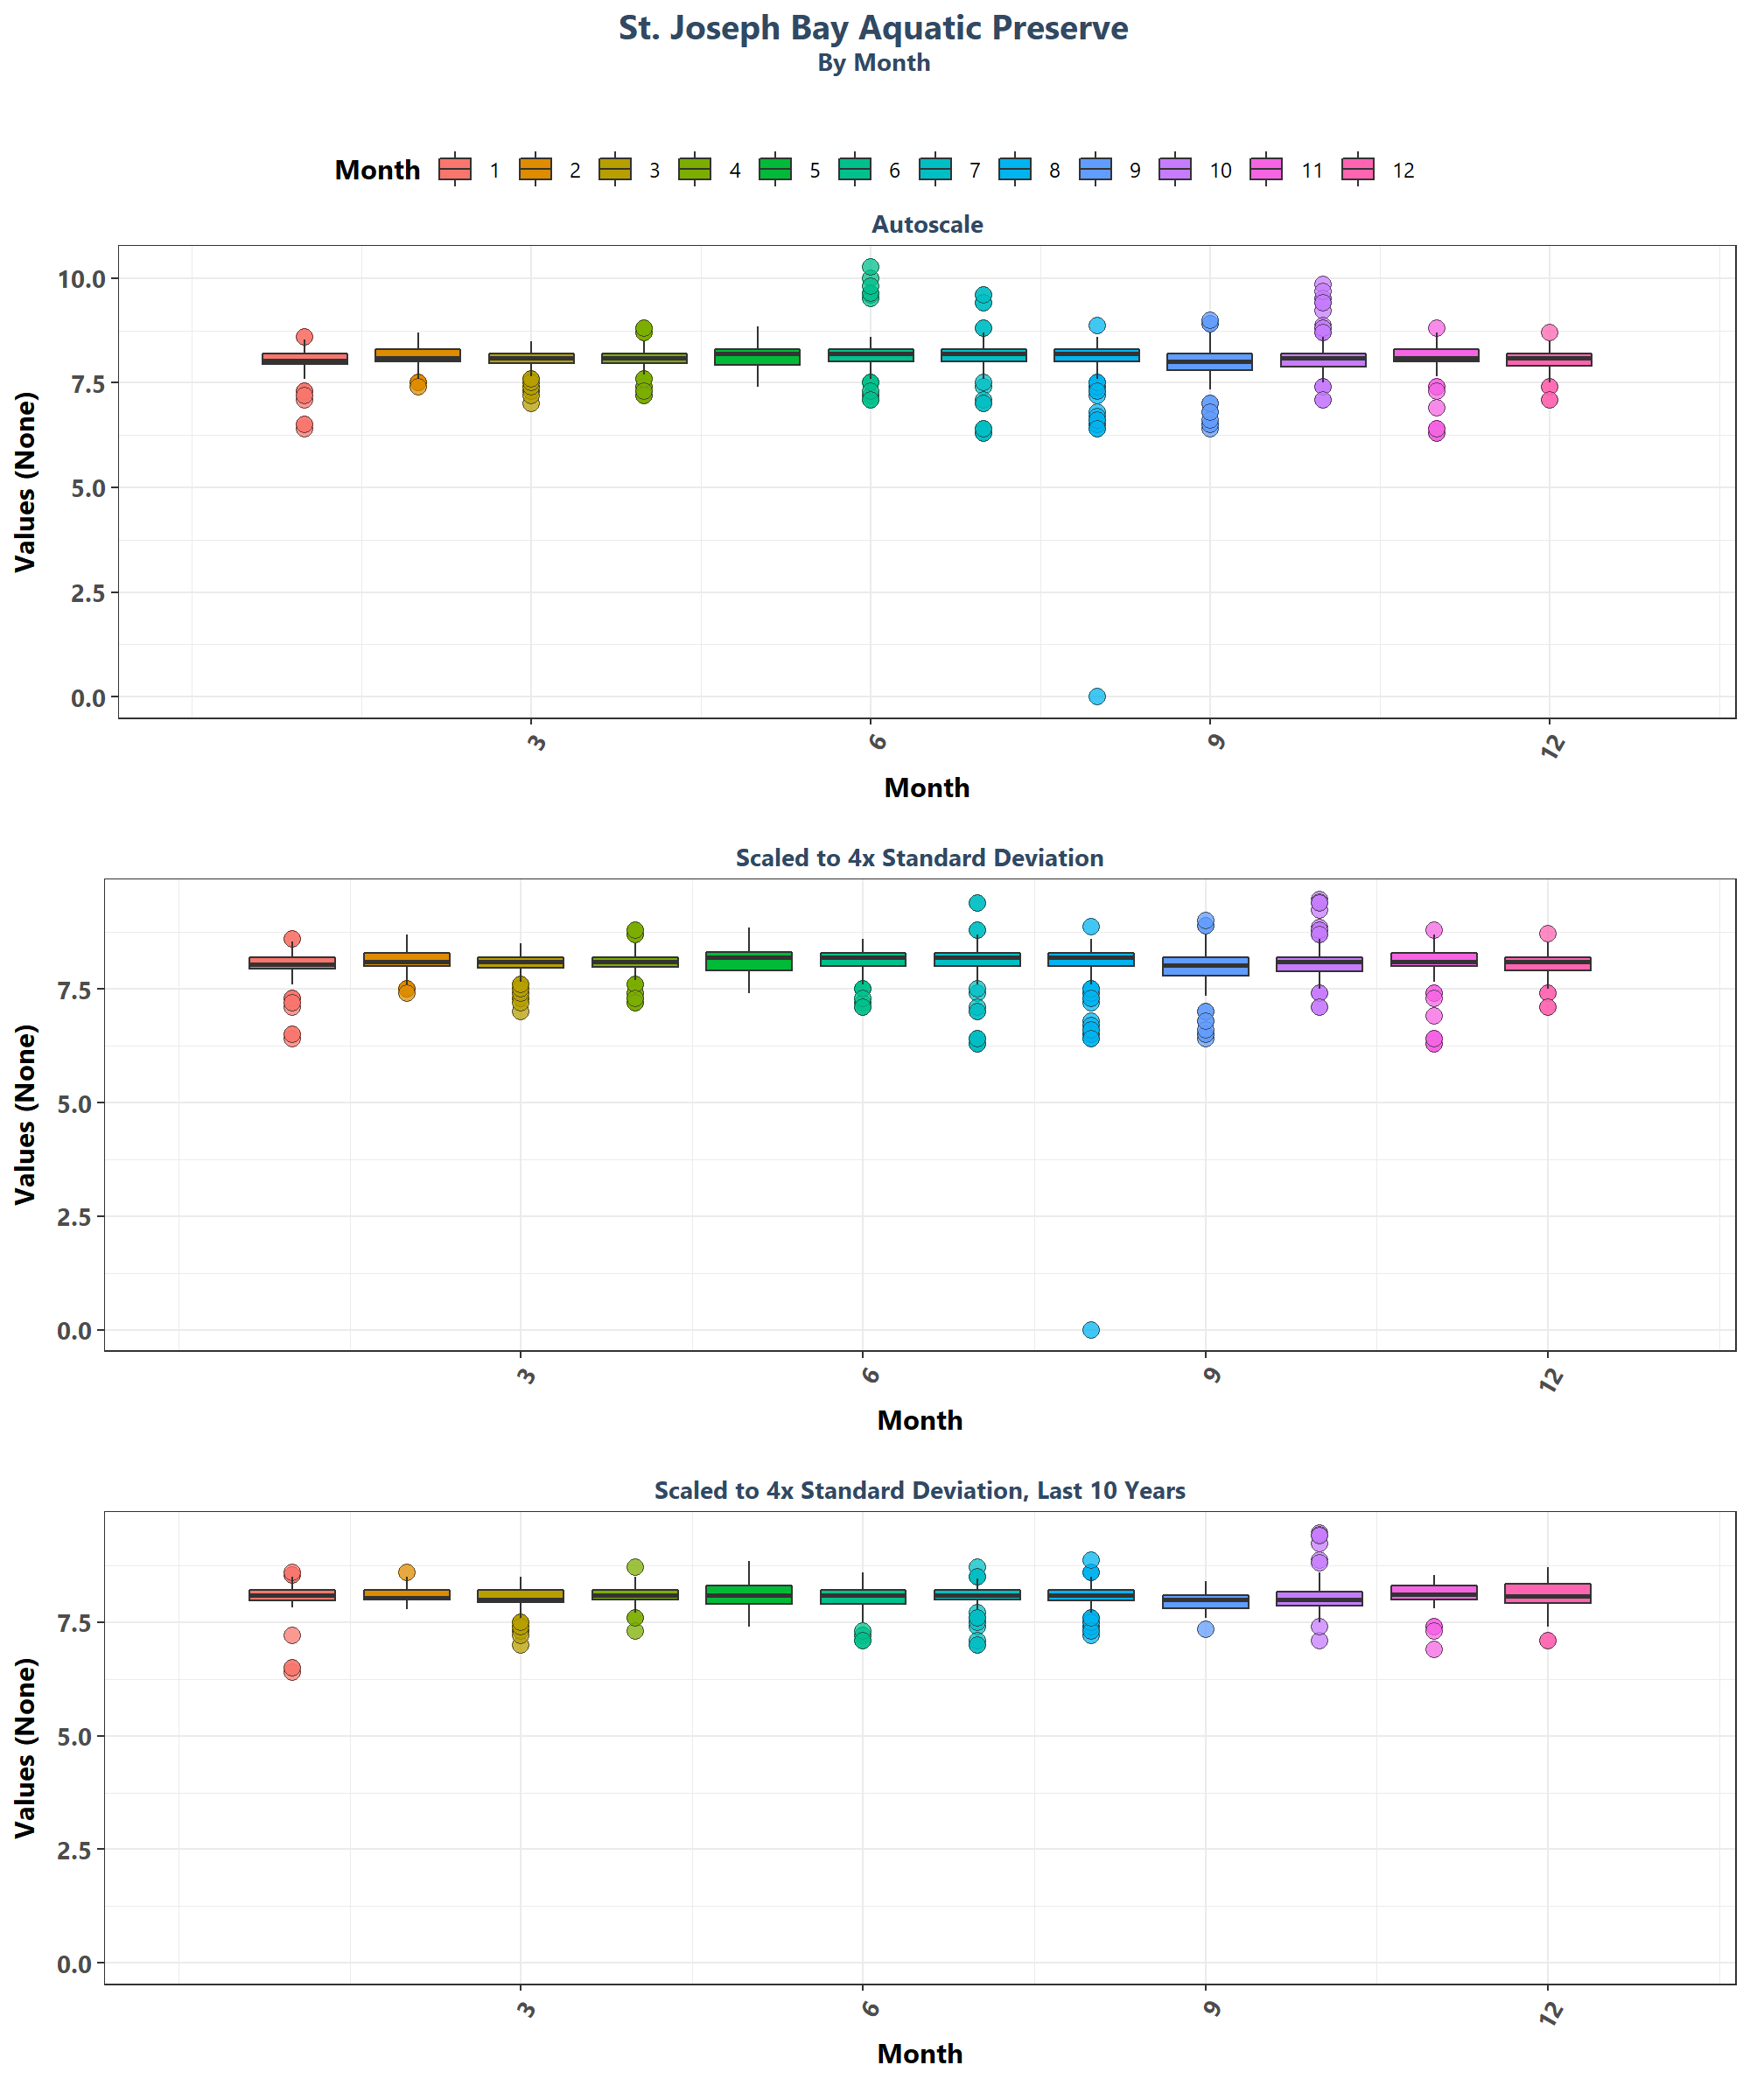 St. Joseph Bay Aquatic Preserve
By Month
Month 1 2 3 4 5 6 7 8 9 10 11 12
Autoscale
Values (None)
10.0
7.5
5.0
2.5
0.0
3 6 9 12
Month
Scaled to 4x Standard Deviation
Values (None)
7.5
5.0
2.5
0.0
3 6 9 12
Month
Scaled to 4x Standard Deviation, Last 10 Years
Values (None)
7.5
5.0
2.5
0.0
3 6 9 12
Month